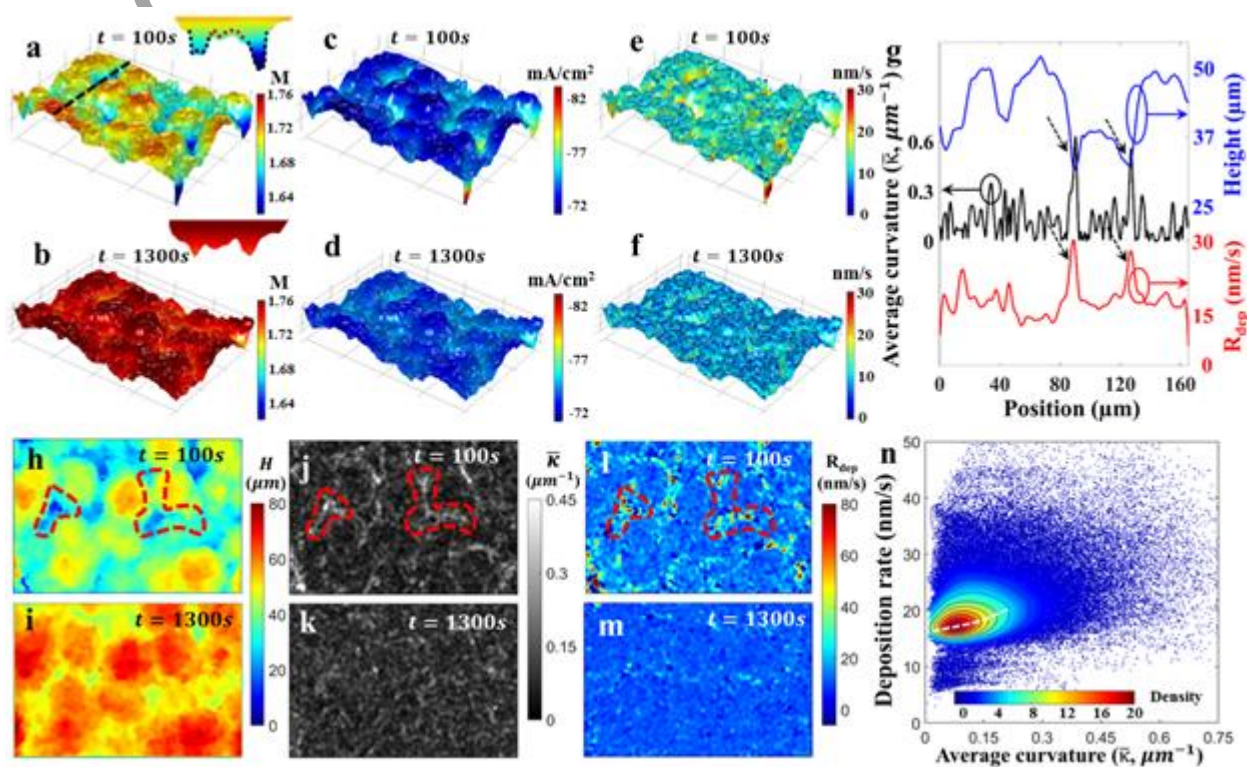 a
t = 100s
M
1.76
1.72
1.68
1.64
c
t = 100s
mA/cm²
-82
-77
-72
e
t = 100s
nm/s
30
20
10
0
g
Average curvature (κ̅, μm⁻¹)
0.6
0.3
0
50
37
25
Height (μm)
30
15
0
R_dep (nm/s)
0
40
80
120
160
Position (μm)
b
t = 1300s
M
1.76
1.72
1.68
1.64
d
t = 1300s
mA/cm²
-82
-77
-72
f
t = 1300s
nm/s
30
20
10
0
h
t = 100s
H
(μm)
80
60
40
20
0
i
t = 1300s
j
t = 100s
κ̅
(μm⁻¹)
0.45
0.3
0.15
0
k
t = 1300s
l
t = 100s
R_dep
(nm/s)
80
60
40
20
0
m
t = 1300s
n
Deposition rate (nm/s)
50
40
30
20
10
0
Density
0
4
8
12
16
20
0
0.15
0.30
0.45
0.60
0.75
Average curvature (κ̅, μm⁻¹)